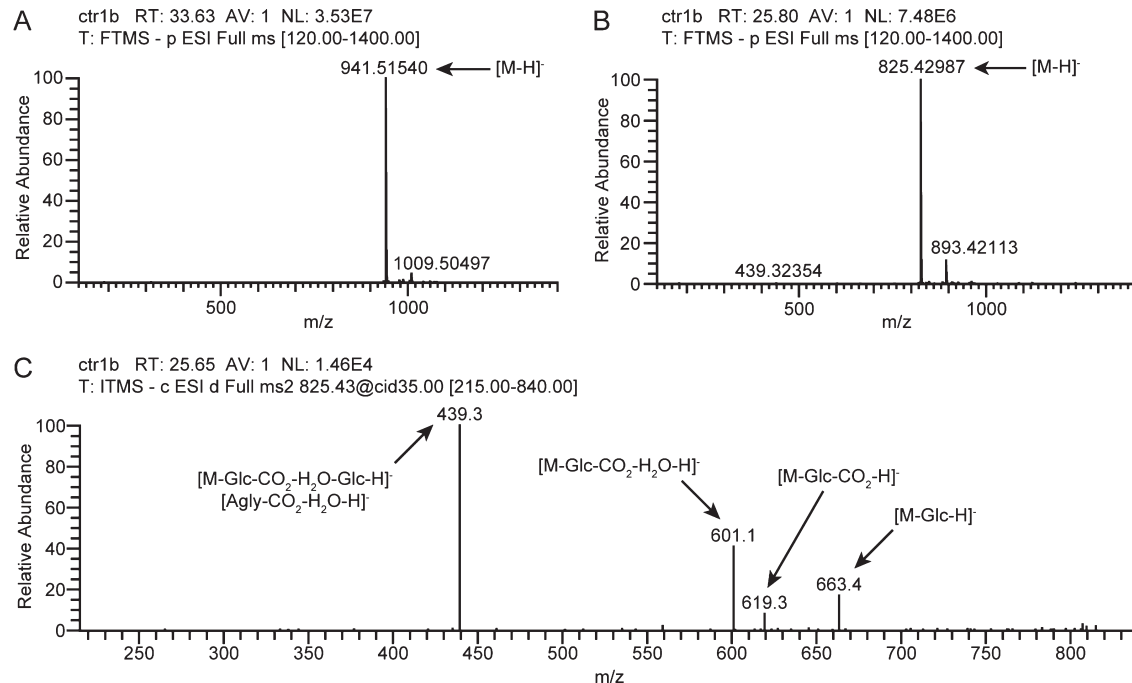 A
ctr1b RT: 33.63 AV: 1 NL: 3.53E7
T: FTMS - p ESI Full ms [120.00-1400.00]
941.51540
[M-H]-
100
80
60
40
20
0
Relative Abundance
1009.50497
500
1000
m/z
B
ctr1b RT: 25.80 AV: 1 NL: 7.48E6
T: FTMS - p ESI Full ms [120.00-1400.00]
825.42987
[M-H]-
100
80
60
40
20
0
Relative Abundance
439.32354
893.42113
500
1000
m/z
C
ctr1b RT: 25.65 AV: 1 NL: 1.46E4
T: ITMS - c ESI d Full ms2 825.43@cid35.00 [215.00-840.00]
439.3
[M-Glc-CO2-H2O-Glc-H]-
[Agly-CO2-H2O-H]-
[M-Glc-CO2-H2O-H]-
[M-Glc-CO2-H]-
[M-Glc-H]-
601.1
619.3
663.4
100
80
60
40
20
0
Relative Abundance
250
300
350
400
450
500
550
600
650
700
750
800
m/z